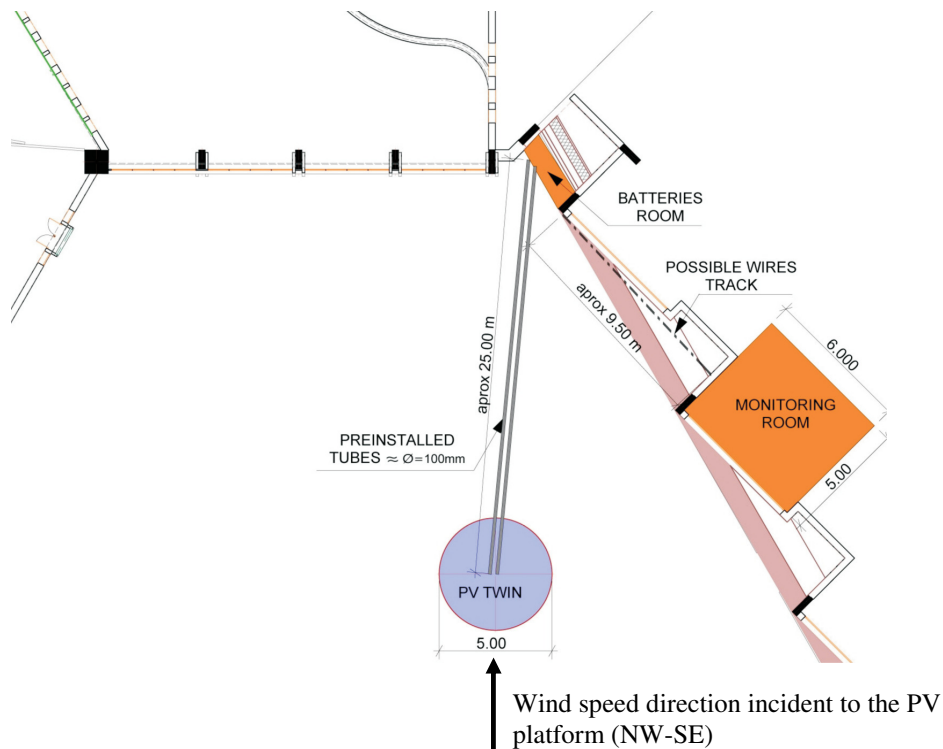 BATTERIES
ROOM
POSSIBLE WIRES
TRACK
aprox 9.50 m
6.000
aprox 25.00 m
MONITORING
ROOM
PREINSTALLED
TUBES ≈ Ø=100mm
5.00
PV TWIN
5.00
Wind speed direction incident to the PV
platform (NW-SE)